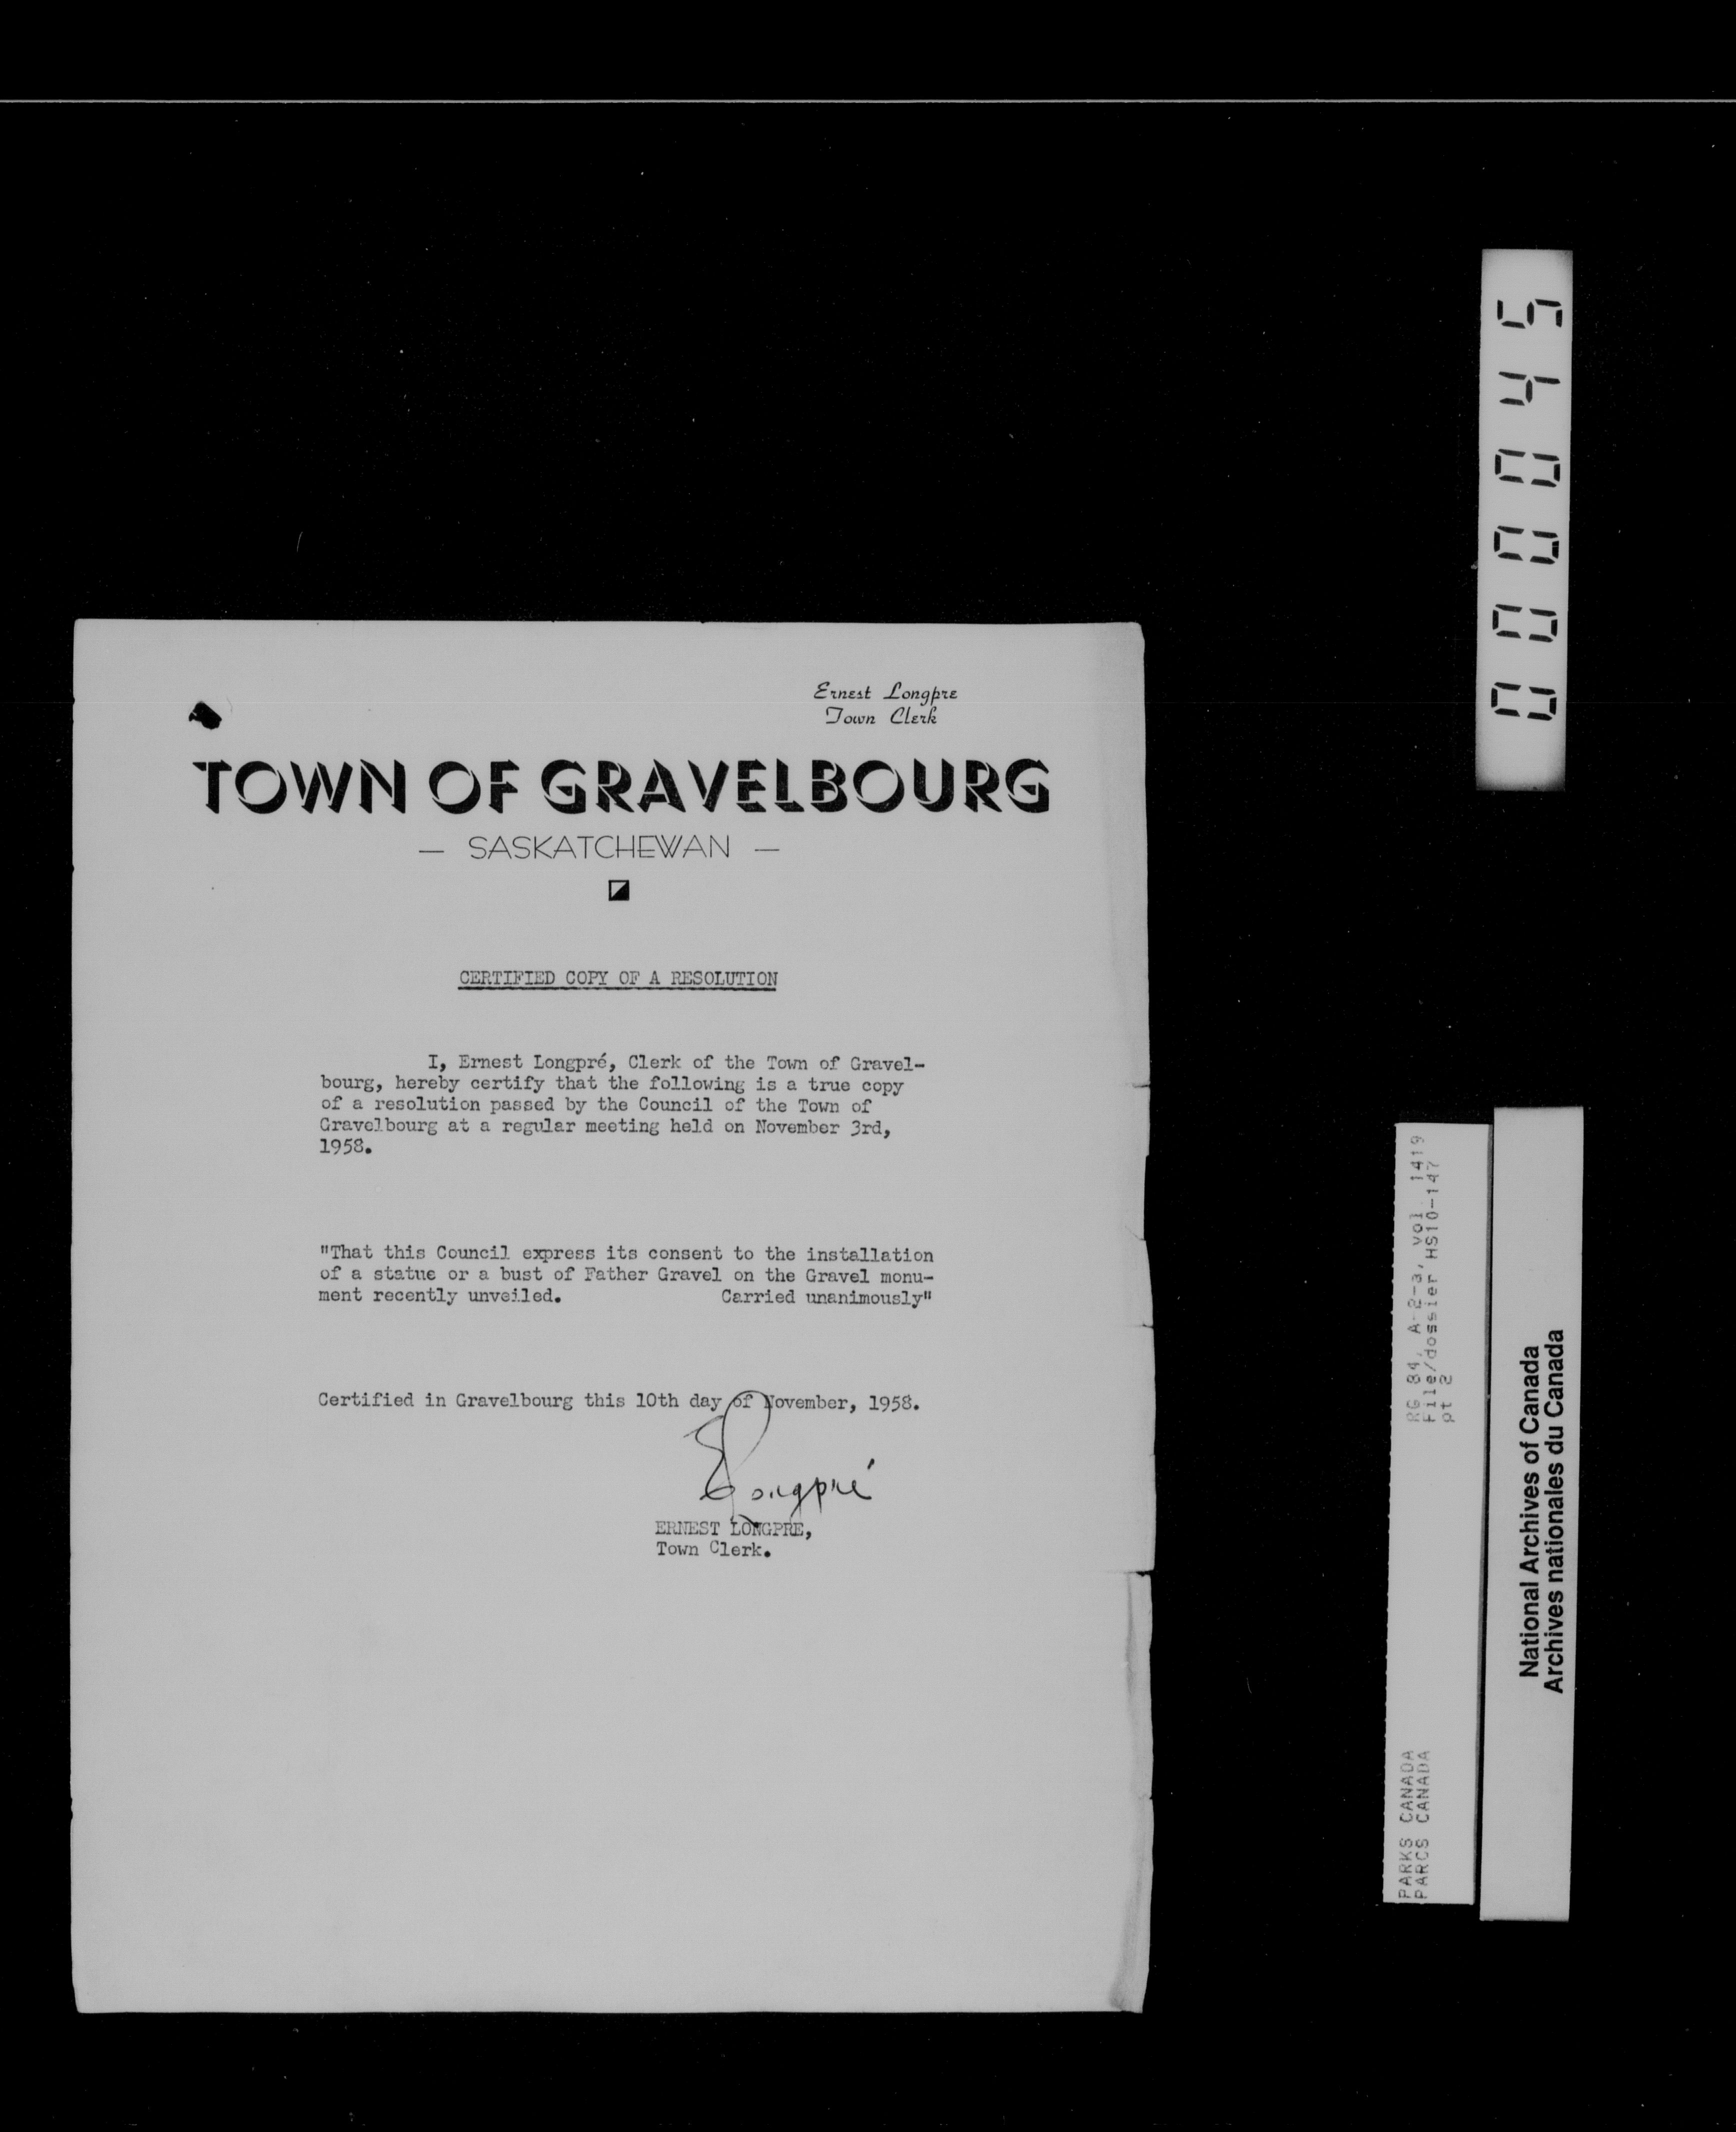 Ernest Longpre
Town Clerk
TOWN OF GRAVELBOURG
— SASKATCHEWAN —
CERTIFIED COPY OF A RESOLUTION
I, Ernest Longpré, Clerk of the Town of Gravel-
bourg, hereby certify that the following is a true copy
of a resolution passed by the Council of the Town of
Gravelbourg at a regular meeting held on November 3rd,
1958.
"That this Council express its consent to the installation
of a statue or a bust of Father Gravel on the Gravel monu-
ment recently unveiled. Carried unanimously"
Certified in Gravelbourg this 10th day of November, 1958.
E Longpré
ERNEST LONGPRE,
Town Clerk.
000045
PARKS CANADA
PARCS CANADA
RG 84, A-2-a, vol. 1419
File/dossier HS10-147
pt 2
National Archives of Canada
Archives nationales du Canada